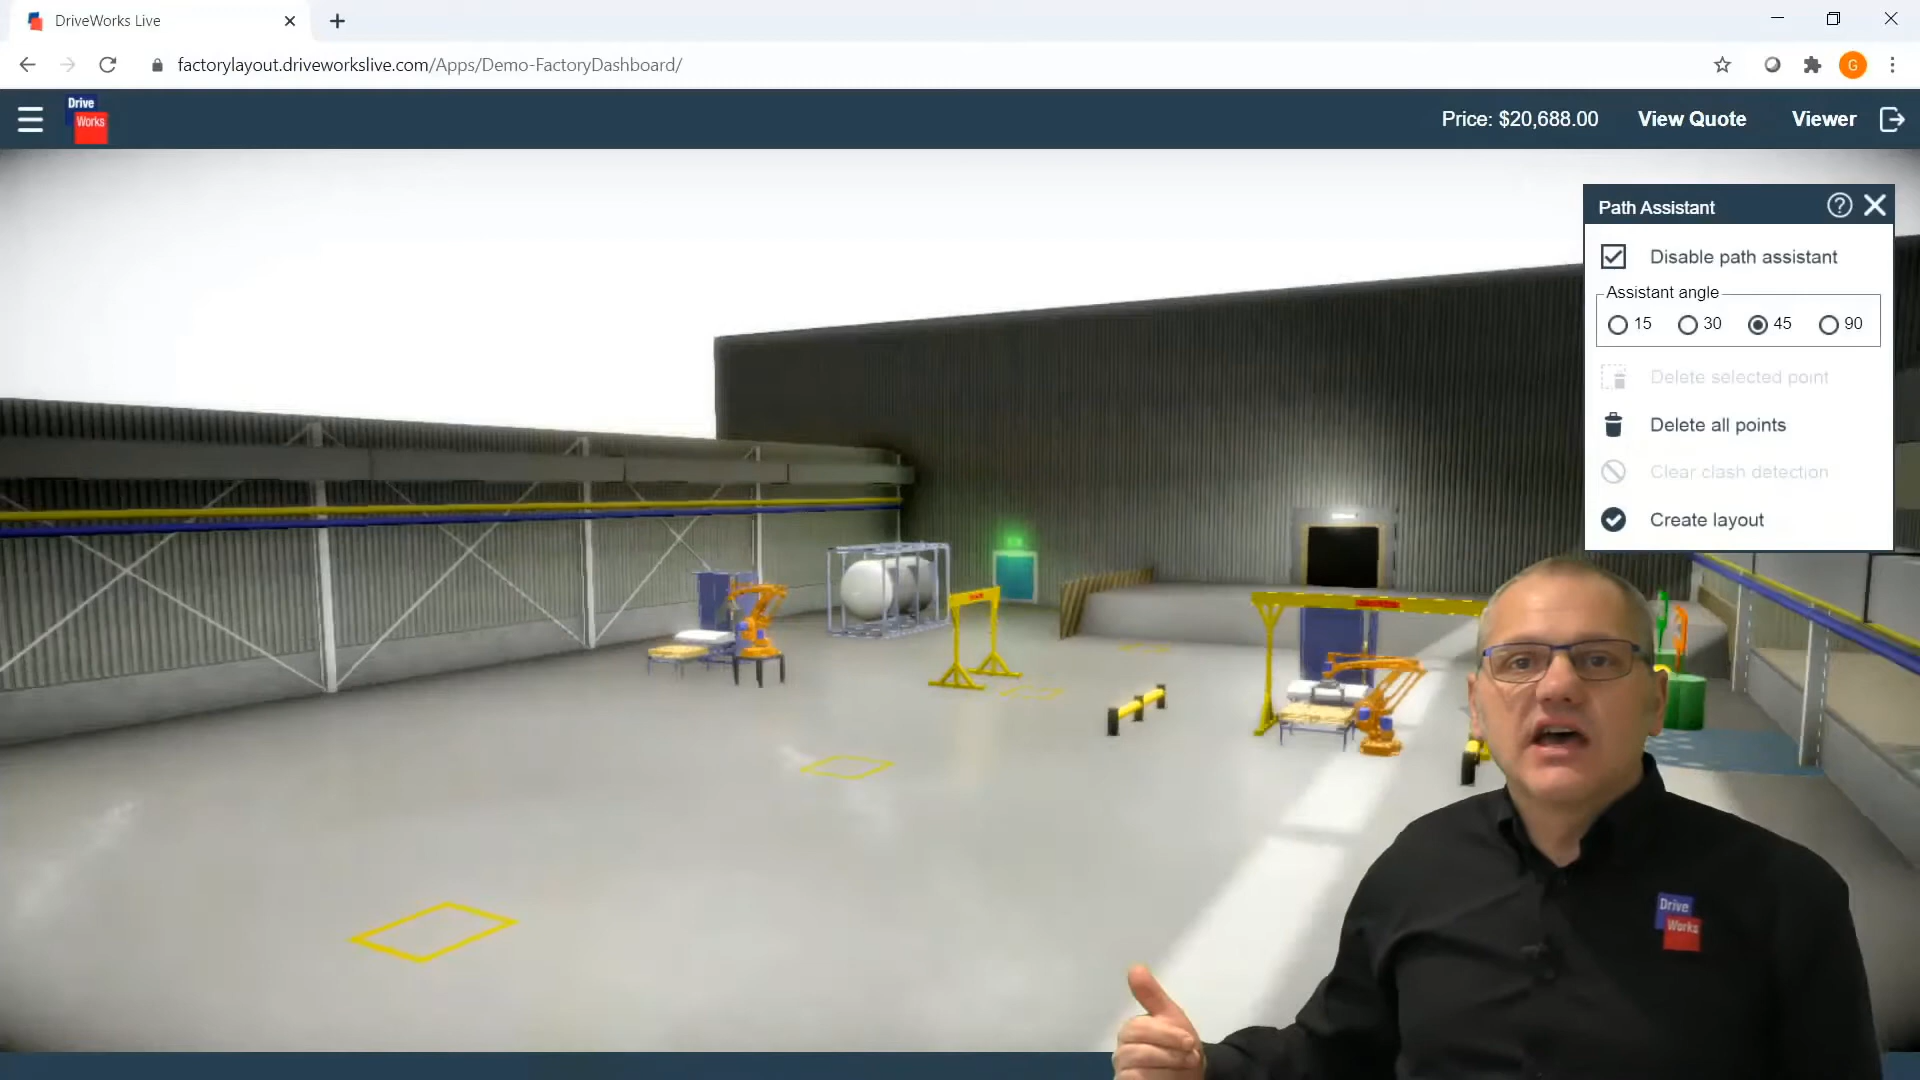 DriveWorks Live
factorylayout.driveworkslive.com/Apps/Demo-FactoryDashboard/
G
Drive
Works
Price: $20,688.00
View Quote
Viewer
Path Assistant
Disable path assistant
Assistant angle
15 30 45 90
Delete selected point
Delete all points
Clear clash detection
Create layout
Drive
Works